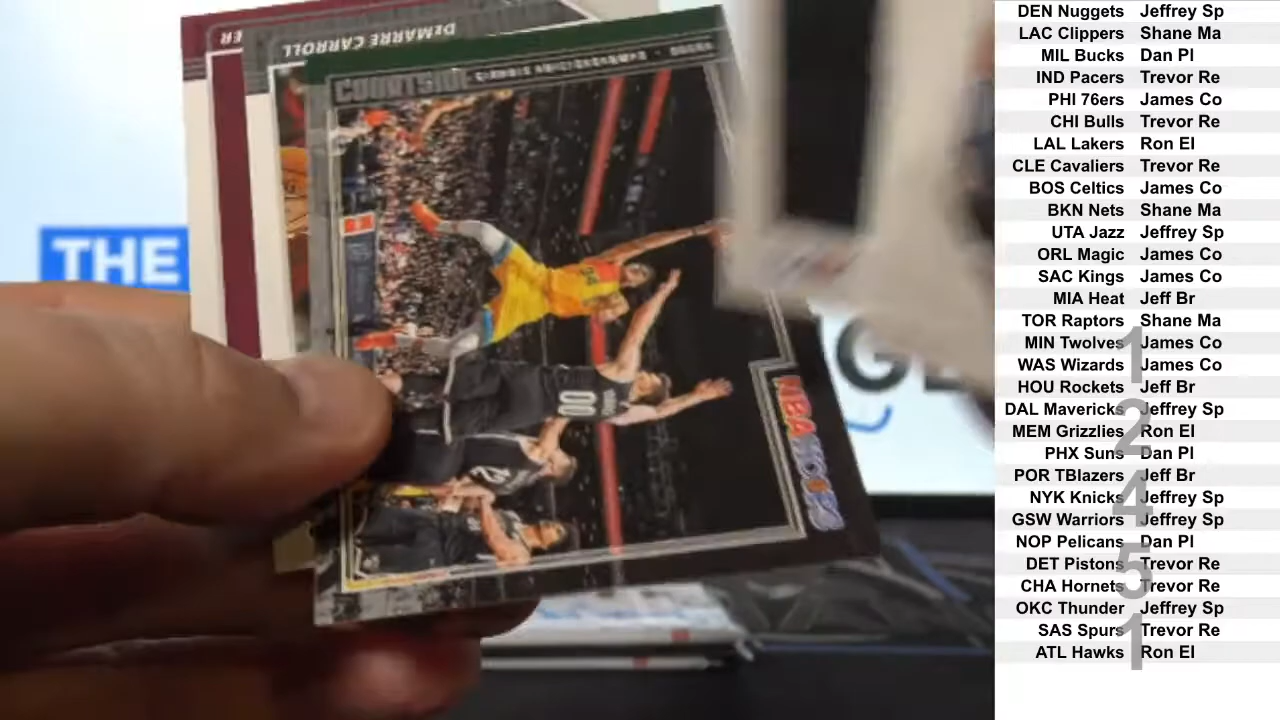 ER
DEMARRE CARROLL
COURTSIDE
THE
NBA HOOPS
00
DEN Nuggets Jeffrey Sp
LAC Clippers Shane Ma
MIL Bucks Dan Pl
IND Pacers Trevor Re
PHI 76ers James Co
CHI Bulls Trevor Re
LAL Lakers Ron El
CLE Cavaliers Trevor Re
BOS Celtics James Co
BKN Nets Shane Ma
UTA Jazz Jeffrey Sp
ORL Magic James Co
SAC Kings James Co
MIA Heat Jeff Br
TOR Raptors Shane Ma
MIN Twolves James Co
WAS Wizards James Co
HOU Rockets Jeff Br
DAL Mavericks Jeffrey Sp
MEM Grizzlies Ron El
PHX Suns Dan Pl
POR TBlazers Jeff Br
NYK Knicks Jeffrey Sp
GSW Warriors Jeffrey Sp
NOP Pelicans Dan Pl
DET Pistons Trevor Re
CHA Hornets Trevor Re
OKC Thunder Jeffrey Sp
SAS Spurs Trevor Re
ATL Hawks Ron El
1
2
4
5
1